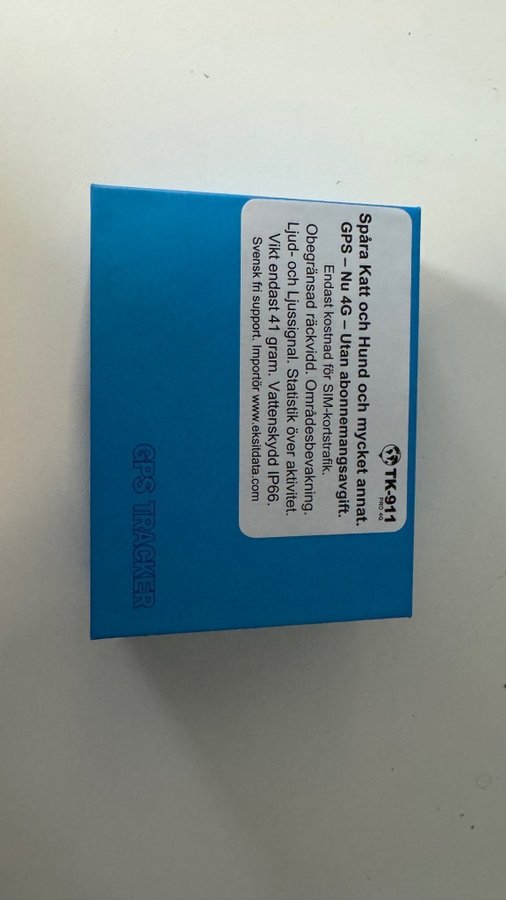 TK-911
PRO 4G
Spåra Katt och Hund och mycket annat.
GPS – Nu 4G – Utan abonnemangsavgift.
Endast kostnad för SIM-kortstrafik.
Obegränsad räckvidd. Områdesbevakning.
Ljud- och Ljussignal. Statistik över aktivitet.
Vikt endast 41 gram. Vattenskydd IP66.
Svensk fri support. Importör www.eksitdata.com
GPS TRACKER